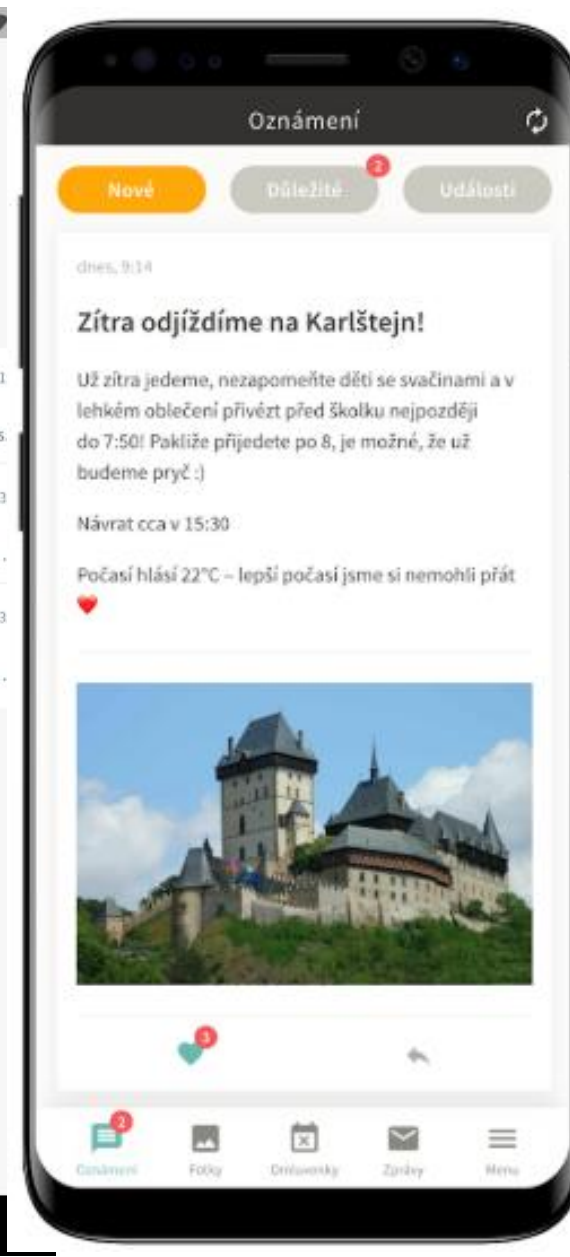 Oznámení
Nové
Důležité
2
Události
dnes, 9:14
Zítra odjíždíme na Karlštejn!
Už zítra jedeme, nezapomeňte děti se svačinami a v
lehkém oblečení přivézt před školku nejpozději
do 7:50! Pakliže přijedete po 8, je možné, že už
budeme pryč :)
Návrat cca v 15:30
Počasí hlásí 22°C – lepší počasí jsme si nemohli přát
❤️
3
2
Oznámení
Fotky
Omluvenky
Zprávy
Menu